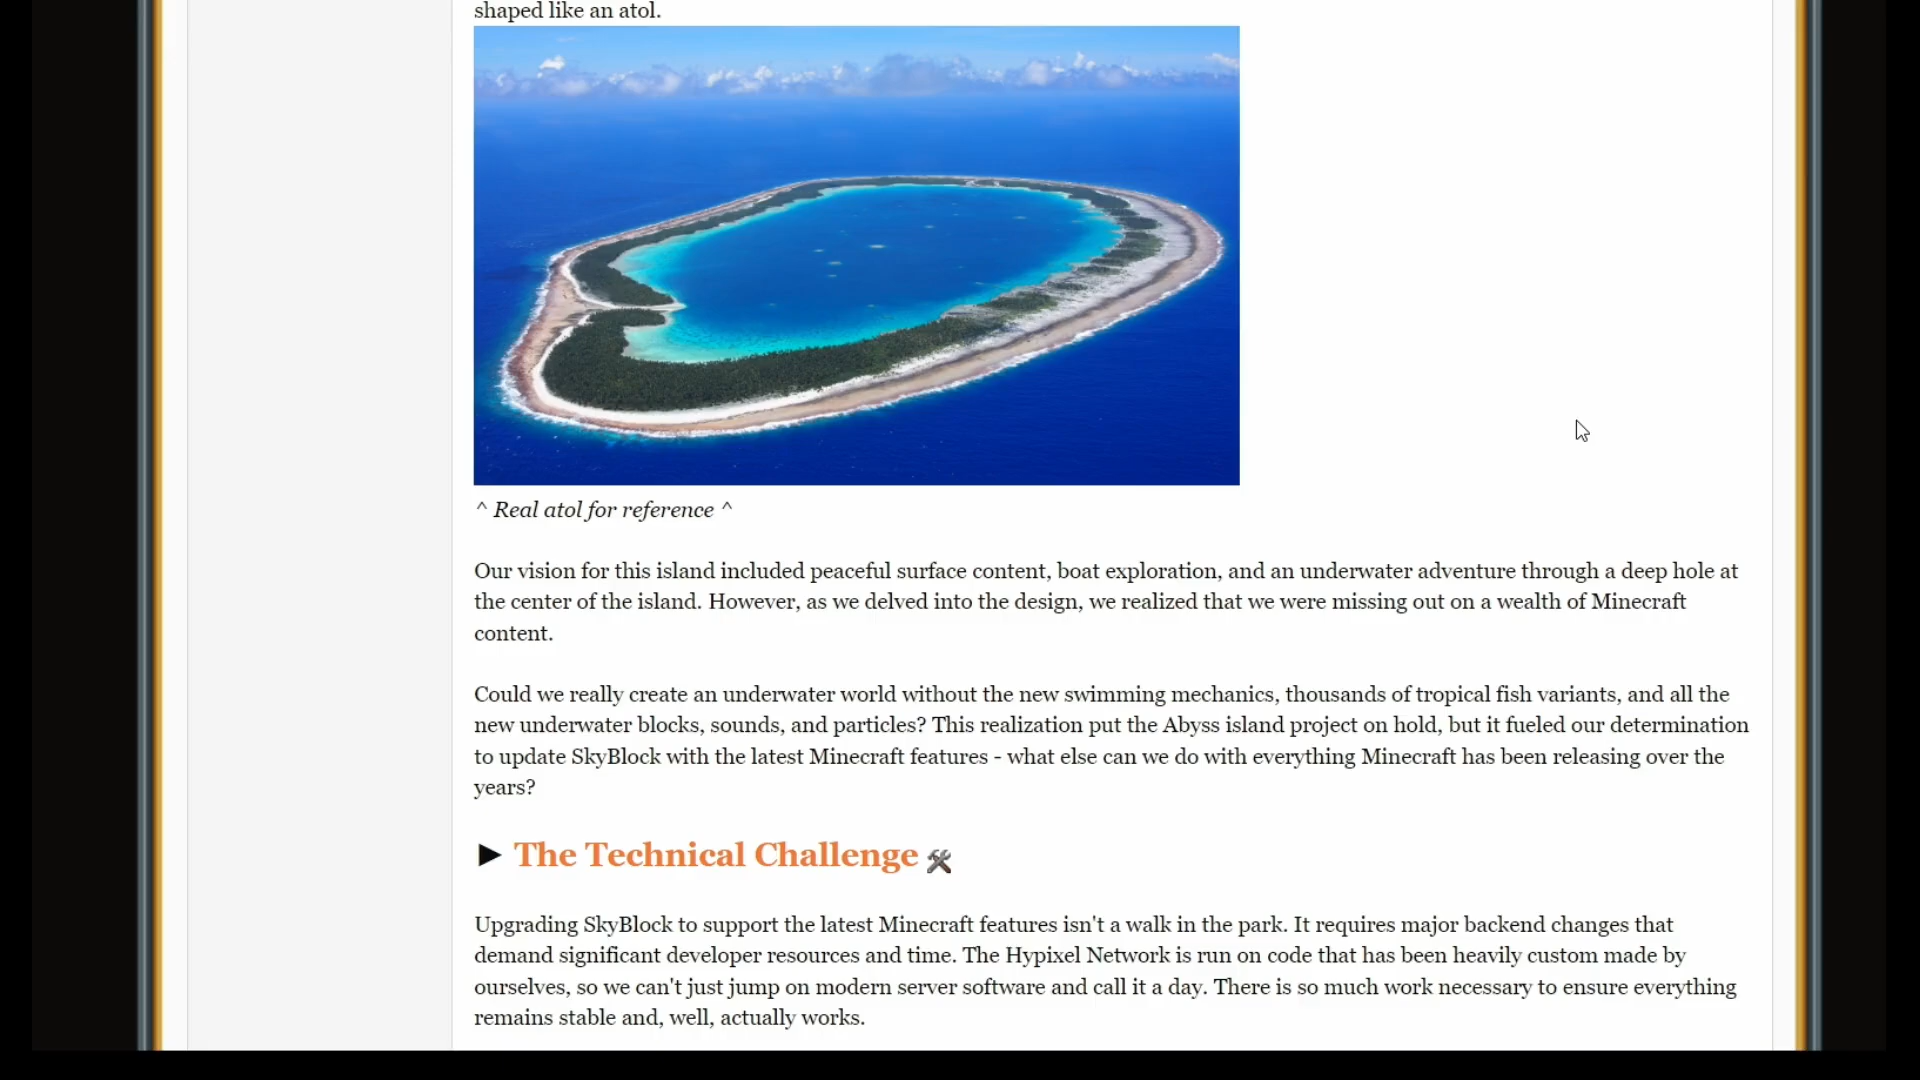 shaped like an atol.
^ Real atol for reference ^
Our vision for this island included peaceful surface content, boat exploration, and an underwater adventure through a deep hole at
the center of the island. However, as we delved into the design, we realized that we were missing out on a wealth of Minecraft
content.
Could we really create an underwater world without the new swimming mechanics, thousands of tropical fish variants, and all the
new underwater blocks, sounds, and particles? This realization put the Abyss island project on hold, but it fueled our determination
to update SkyBlock with the latest Minecraft features - what else can we do with everything Minecraft has been releasing over the
years?
► The Technical Challenge 🛠
Upgrading SkyBlock to support the latest Minecraft features isn't a walk in the park. It requires major backend changes that
demand significant developer resources and time. The Hypixel Network is run on code that has been heavily custom made by
ourselves, so we can't just jump on modern server software and call it a day. There is so much work necessary to ensure everything
remains stable and, well, actually works.